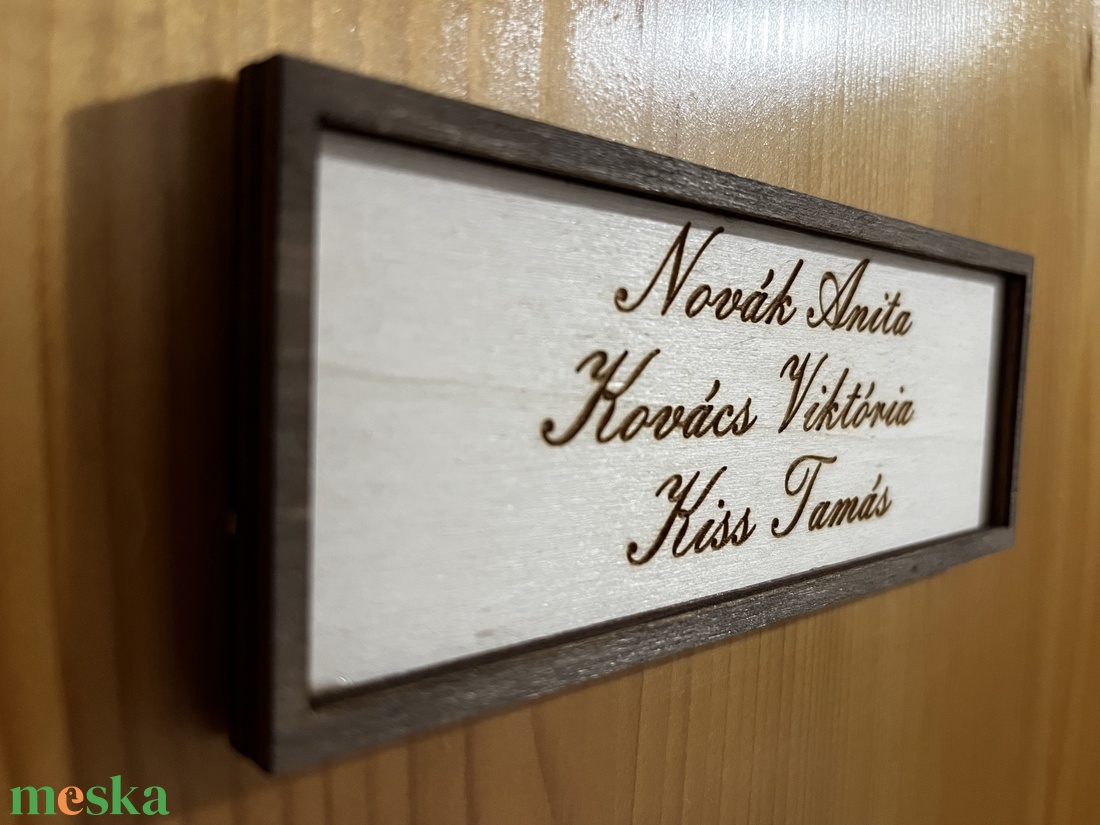 Novák Anita
Kovács Viktória
Kiss Tamás
meska